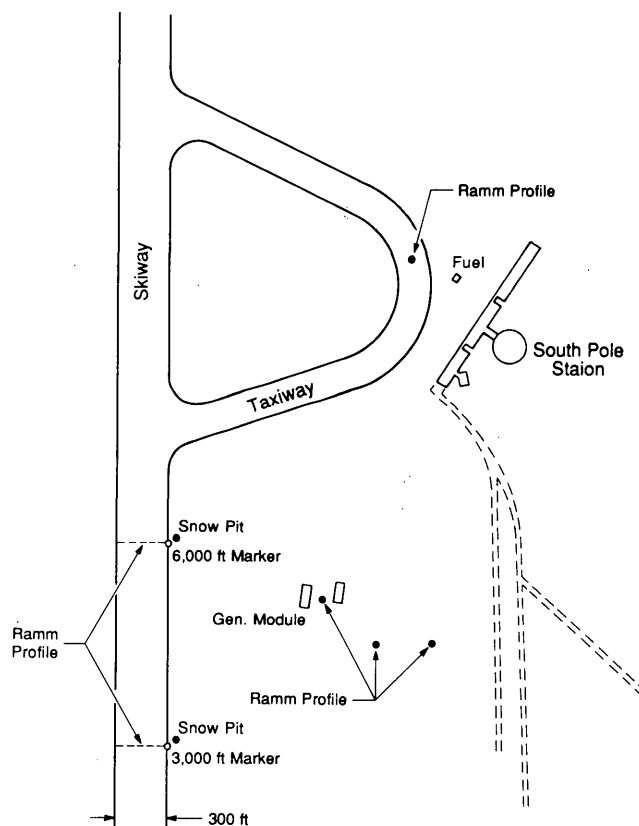 Ramm Profile
Fuel
Skiway
South Pole
Staion
Taxiway
Snow Pit
6,000 ft Marker
Gen. Module
Ramm
Profile
Ramm Profile
Snow Pit
3,000 ft Marker
300 ft